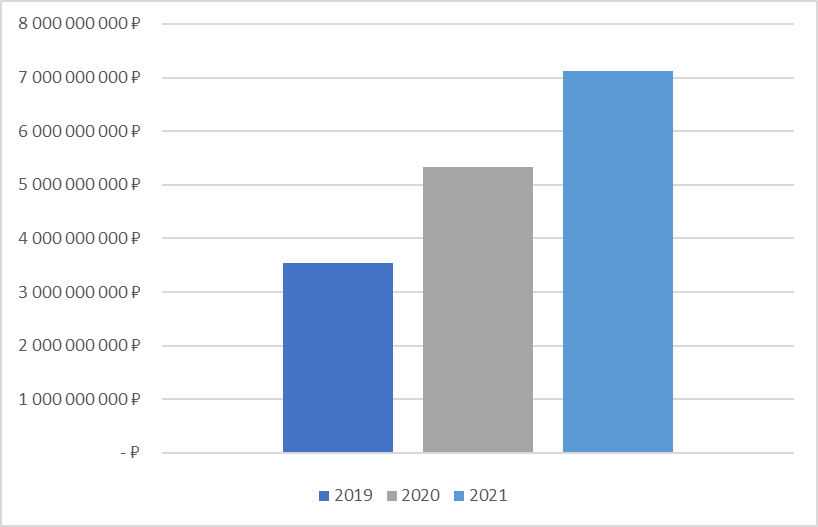 8 000 000 000 ₽
7 000 000 000 ₽
6 000 000 000 ₽
5 000 000 000 ₽
4 000 000 000 ₽
3 000 000 000 ₽
2 000 000 000 ₽
1 000 000 000 ₽
- ₽
2019 2020 2021